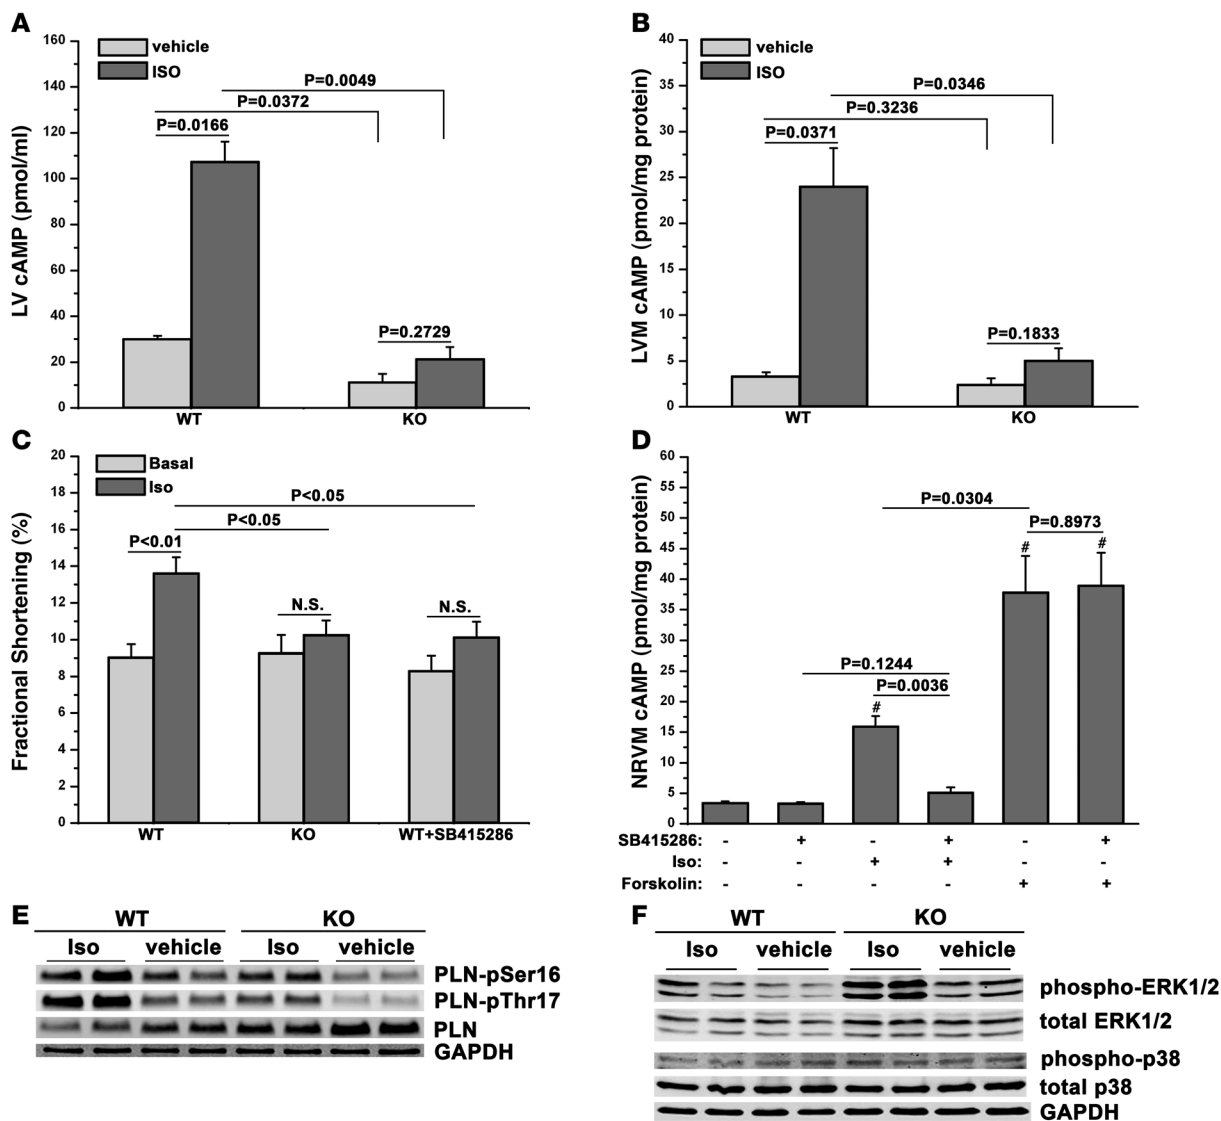 A
LV cAMP (pmol/ml)
160
140
120
100
80
60
40
20
0
vehicle
ISO
P=0.0049
P=0.0372
P=0.0166
P=0.2729
WT KO
B
LVM cAMP (pmol/mg protein)
40
35
30
25
20
15
10
5
0
vehicle
ISO
P=0.0346
P=0.3236
P=0.0371
P=0.1833
WT KO
C
Fractional Shortening (%)
20
18
16
14
12
10
8
6
4
2
0
Basal
Iso
P<0.05
P<0.05
P<0.01
N.S. N.S.
WT KO WT+SB415286
D
NRVM cAMP (pmol/mg protein)
60
55
50
45
40
35
30
25
20
15
10
5
0
P=0.0304
P=0.8973
# #
P=0.1244
P=0.0036
#
SB415286: - + - + - +
Iso: - - + + - -
Forskolin: - - - - + +
E
WT KO
Iso vehicle Iso vehicle
PLN-pSer16
PLN-pThr17
PLN
GAPDH
F
WT KO
Iso vehicle Iso vehicle
phospho-ERK1/2
total ERK1/2
phospho-p38
total p38
GAPDH